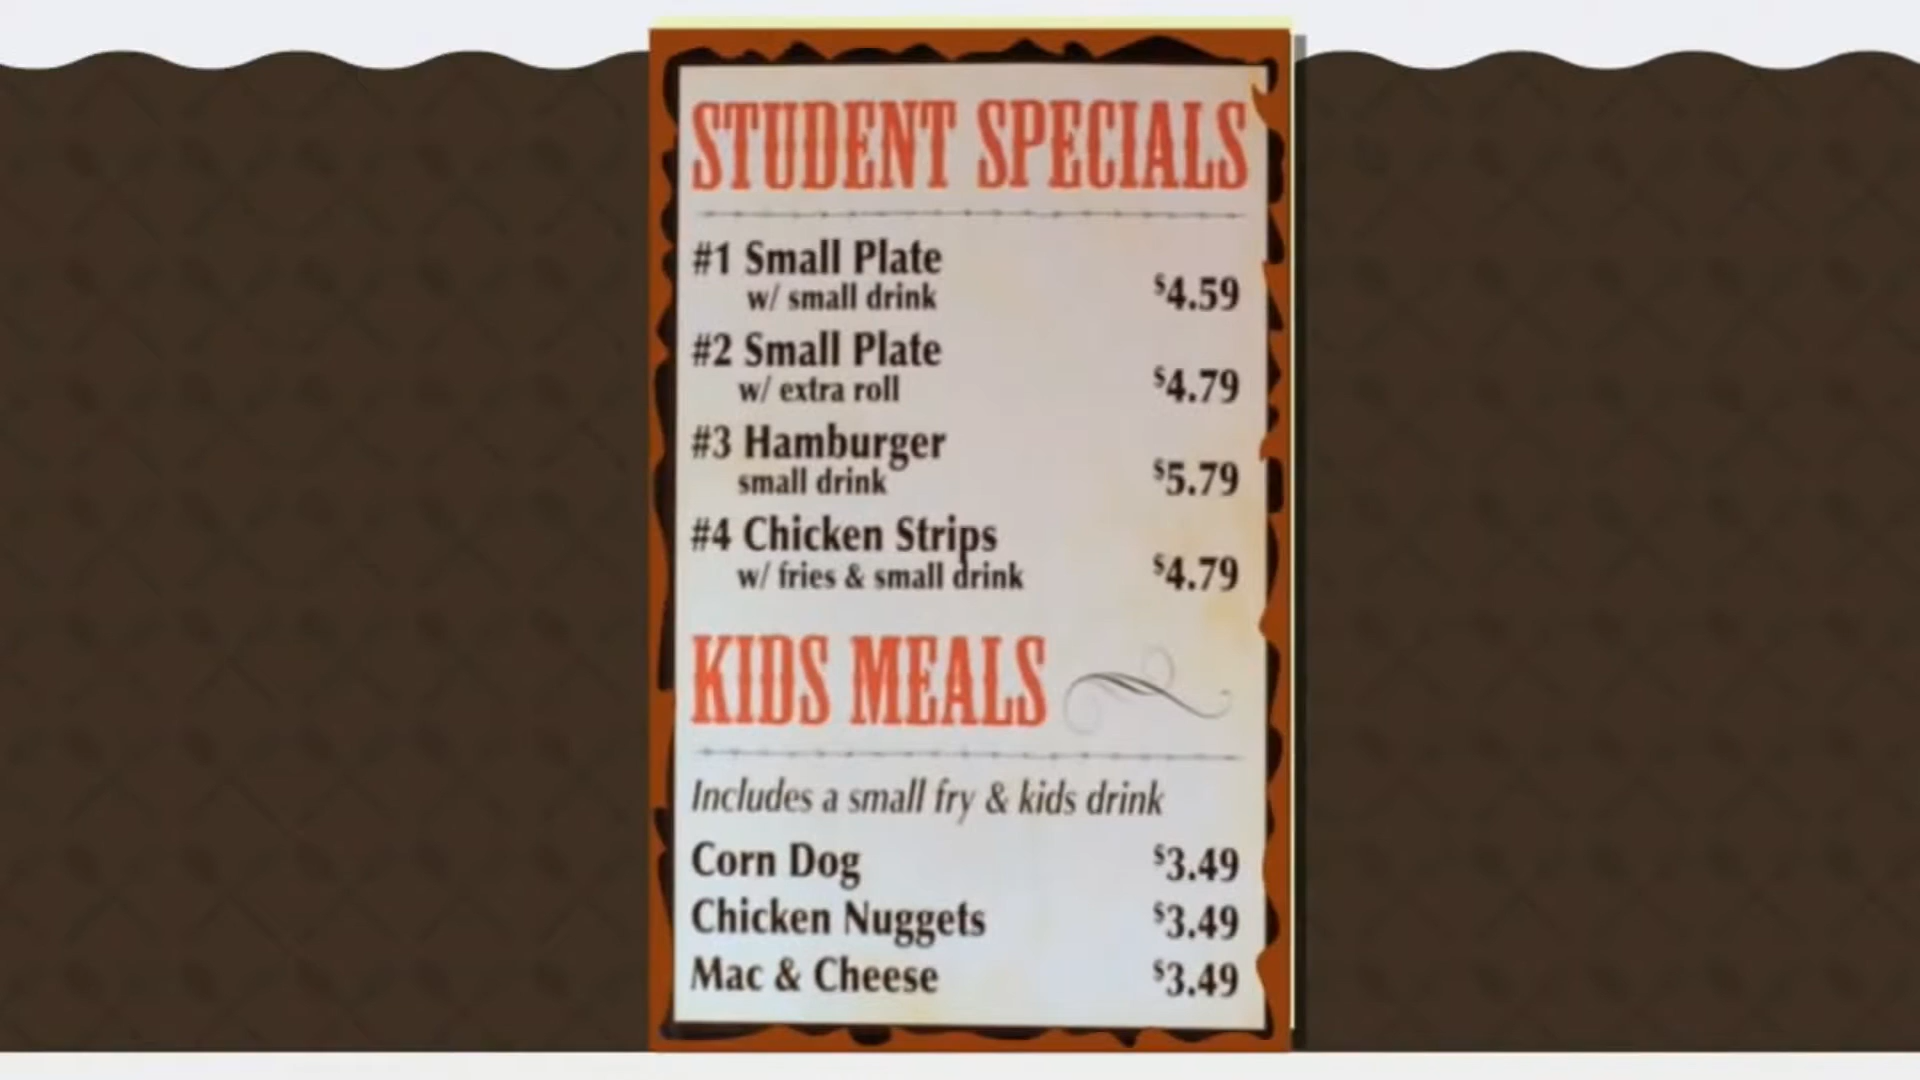 STUDENT SPECIALS
#1 Small Plate
w/ small drink $4.59
#2 Small Plate
w/ extra roll $4.79
#3 Hamburger
small drink $5.79
#4 Chicken Strips
w/ fries & small drink $4.79
KIDS MEALS
Includes a small fry & kids drink
Corn Dog $3.49
Chicken Nuggets $3.49
Mac & Cheese $3.49